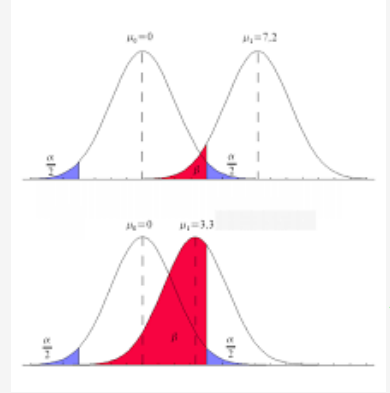 μ₀=0 μ₁=7.2
α/2 β α/2
μ₀=0 μ₁=3.3
α/2 β α/2